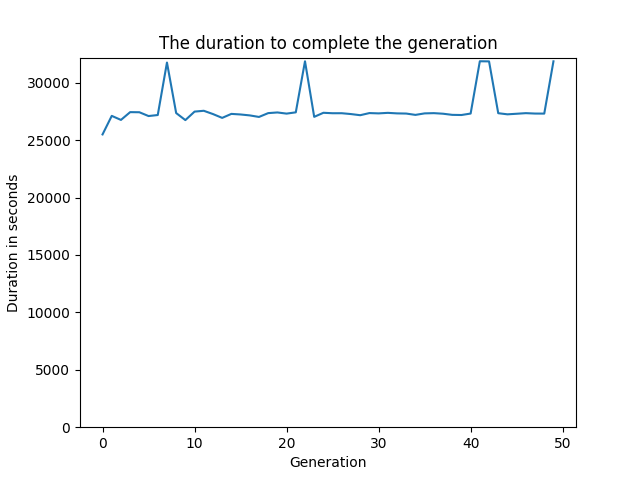 The duration to complete the generation
30000
25000
20000
15000
10000
5000
0
Duration in seconds
0 10 20 30 40 50
Generation